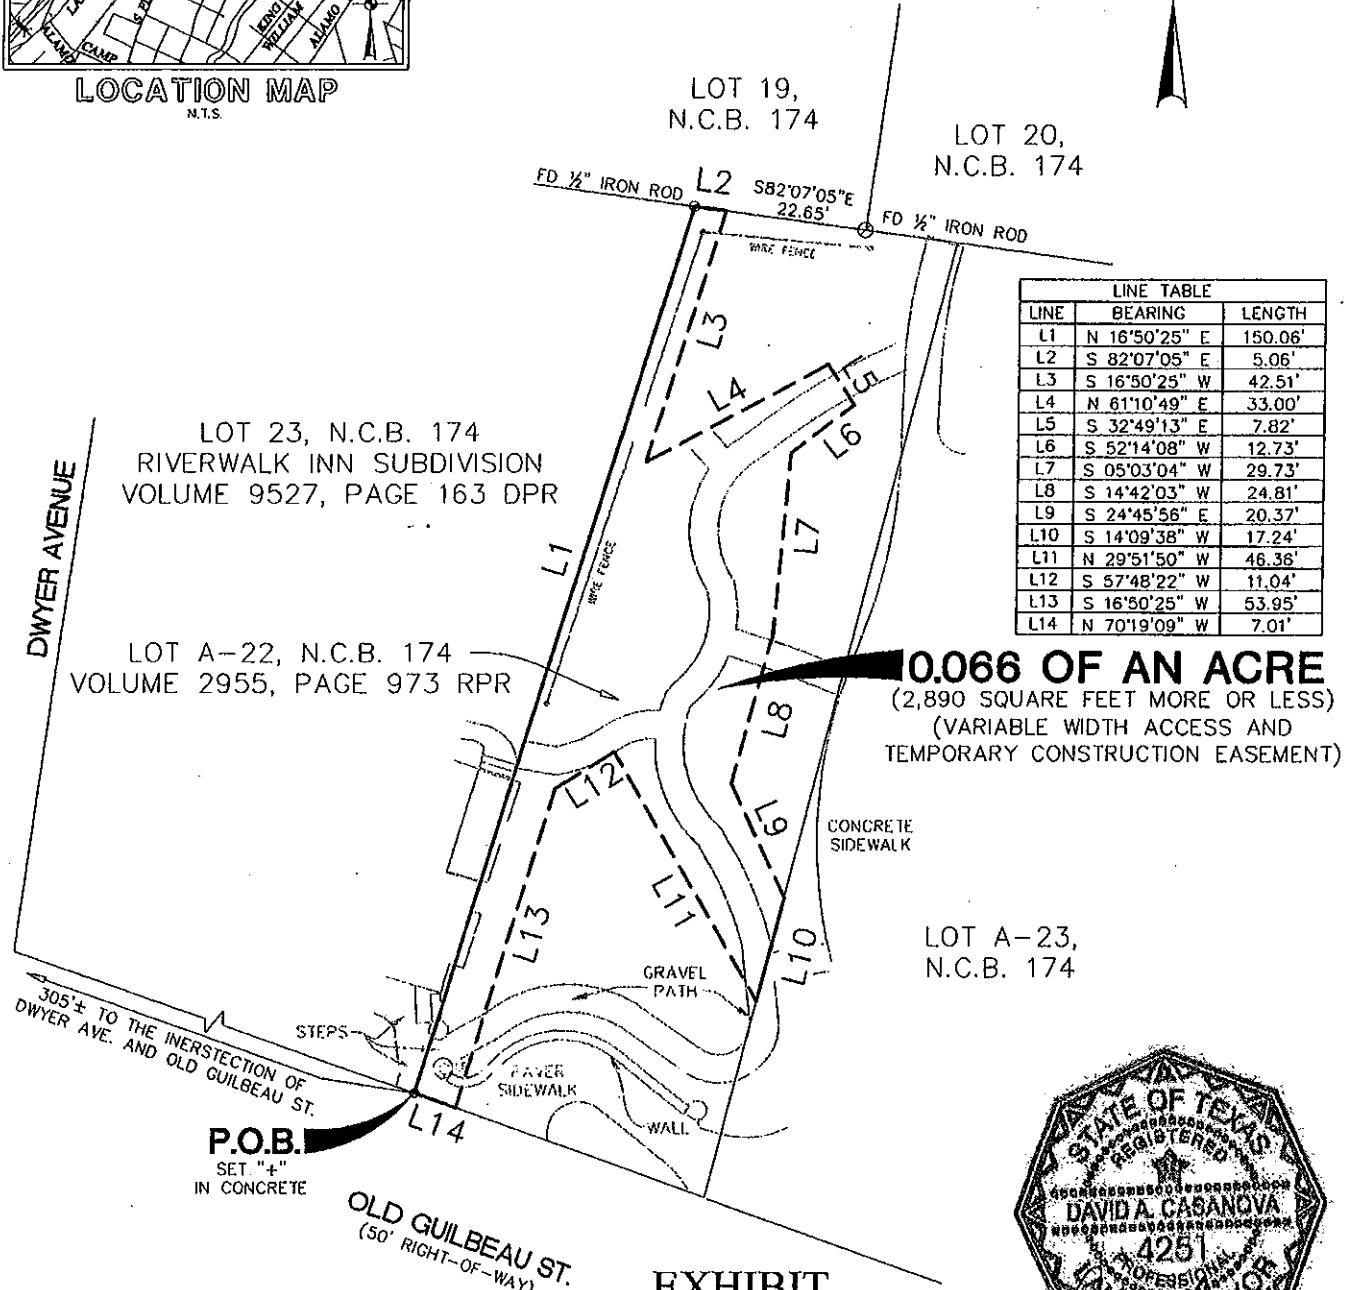 ALAMO
CAMP
KING
WILLIAM
ALAMO
LOCATION MAP
N.T.S.
LOT 19,
N.C.B. 174
LOT 20,
N.C.B. 174
FD ½" IRON ROD
L2
S82°07'05"E
22.65'
FD ½" IRON ROD
WIRE FENCE
LINE TABLE
LINE BEARING LENGTH
L1 N 16°50'25" E 150.06'
L2 S 82°07'05" E 5.06'
L3 S 16°50'25" W 42.51'
L4 N 61°10'49" E 33.00'
L5 S 32°49'13" E 7.82'
L6 S 52°14'08" W 12.73'
L7 S 05°03'04" W 29.73'
L8 S 14°42'03" W 24.81'
L9 S 24°45'56" E 20.37'
L10 S 14°09'38" W 17.24'
L11 N 29°51'50" W 46.36'
L12 S 57°48'22" W 11.04'
L13 S 16°50'25" W 53.95'
L14 N 70°19'09" W 7.01'
L3
L4
L5
L6
LOT 23, N.C.B. 174
RIVERWALK INN SUBDIVISION
VOLUME 9527, PAGE 163 DPR
DWYER AVENUE
L1
WIRE FENCE
L7
LOT A-22, N.C.B. 174
VOLUME 2955, PAGE 973 RPR
0.066 OF AN ACRE
(2,890 SQUARE FEET MORE OR LESS)
(VARIABLE WIDTH ACCESS AND
TEMPORARY CONSTRUCTION EASEMENT)
L8
L12
L9
CONCRETE
SIDEWALK
L11
L13
L10
LOT A-23,
N.C.B. 174
GRAVEL
PATH
305'± TO THE INERSTECTION OF
DWYER AVE. AND OLD GUILBEAU ST.
STEPS
PAVER
SIDEWALK
WALL
L14
P.O.B.
SET "+"
IN CONCRETE
OLD GUILBEAU ST.
(50' RIGHT-OF-WAY)
EXHIBIT
STATE OF TEXAS
REGISTERED
DAVID A. CASANOVA
4251
PROFESSIONAL